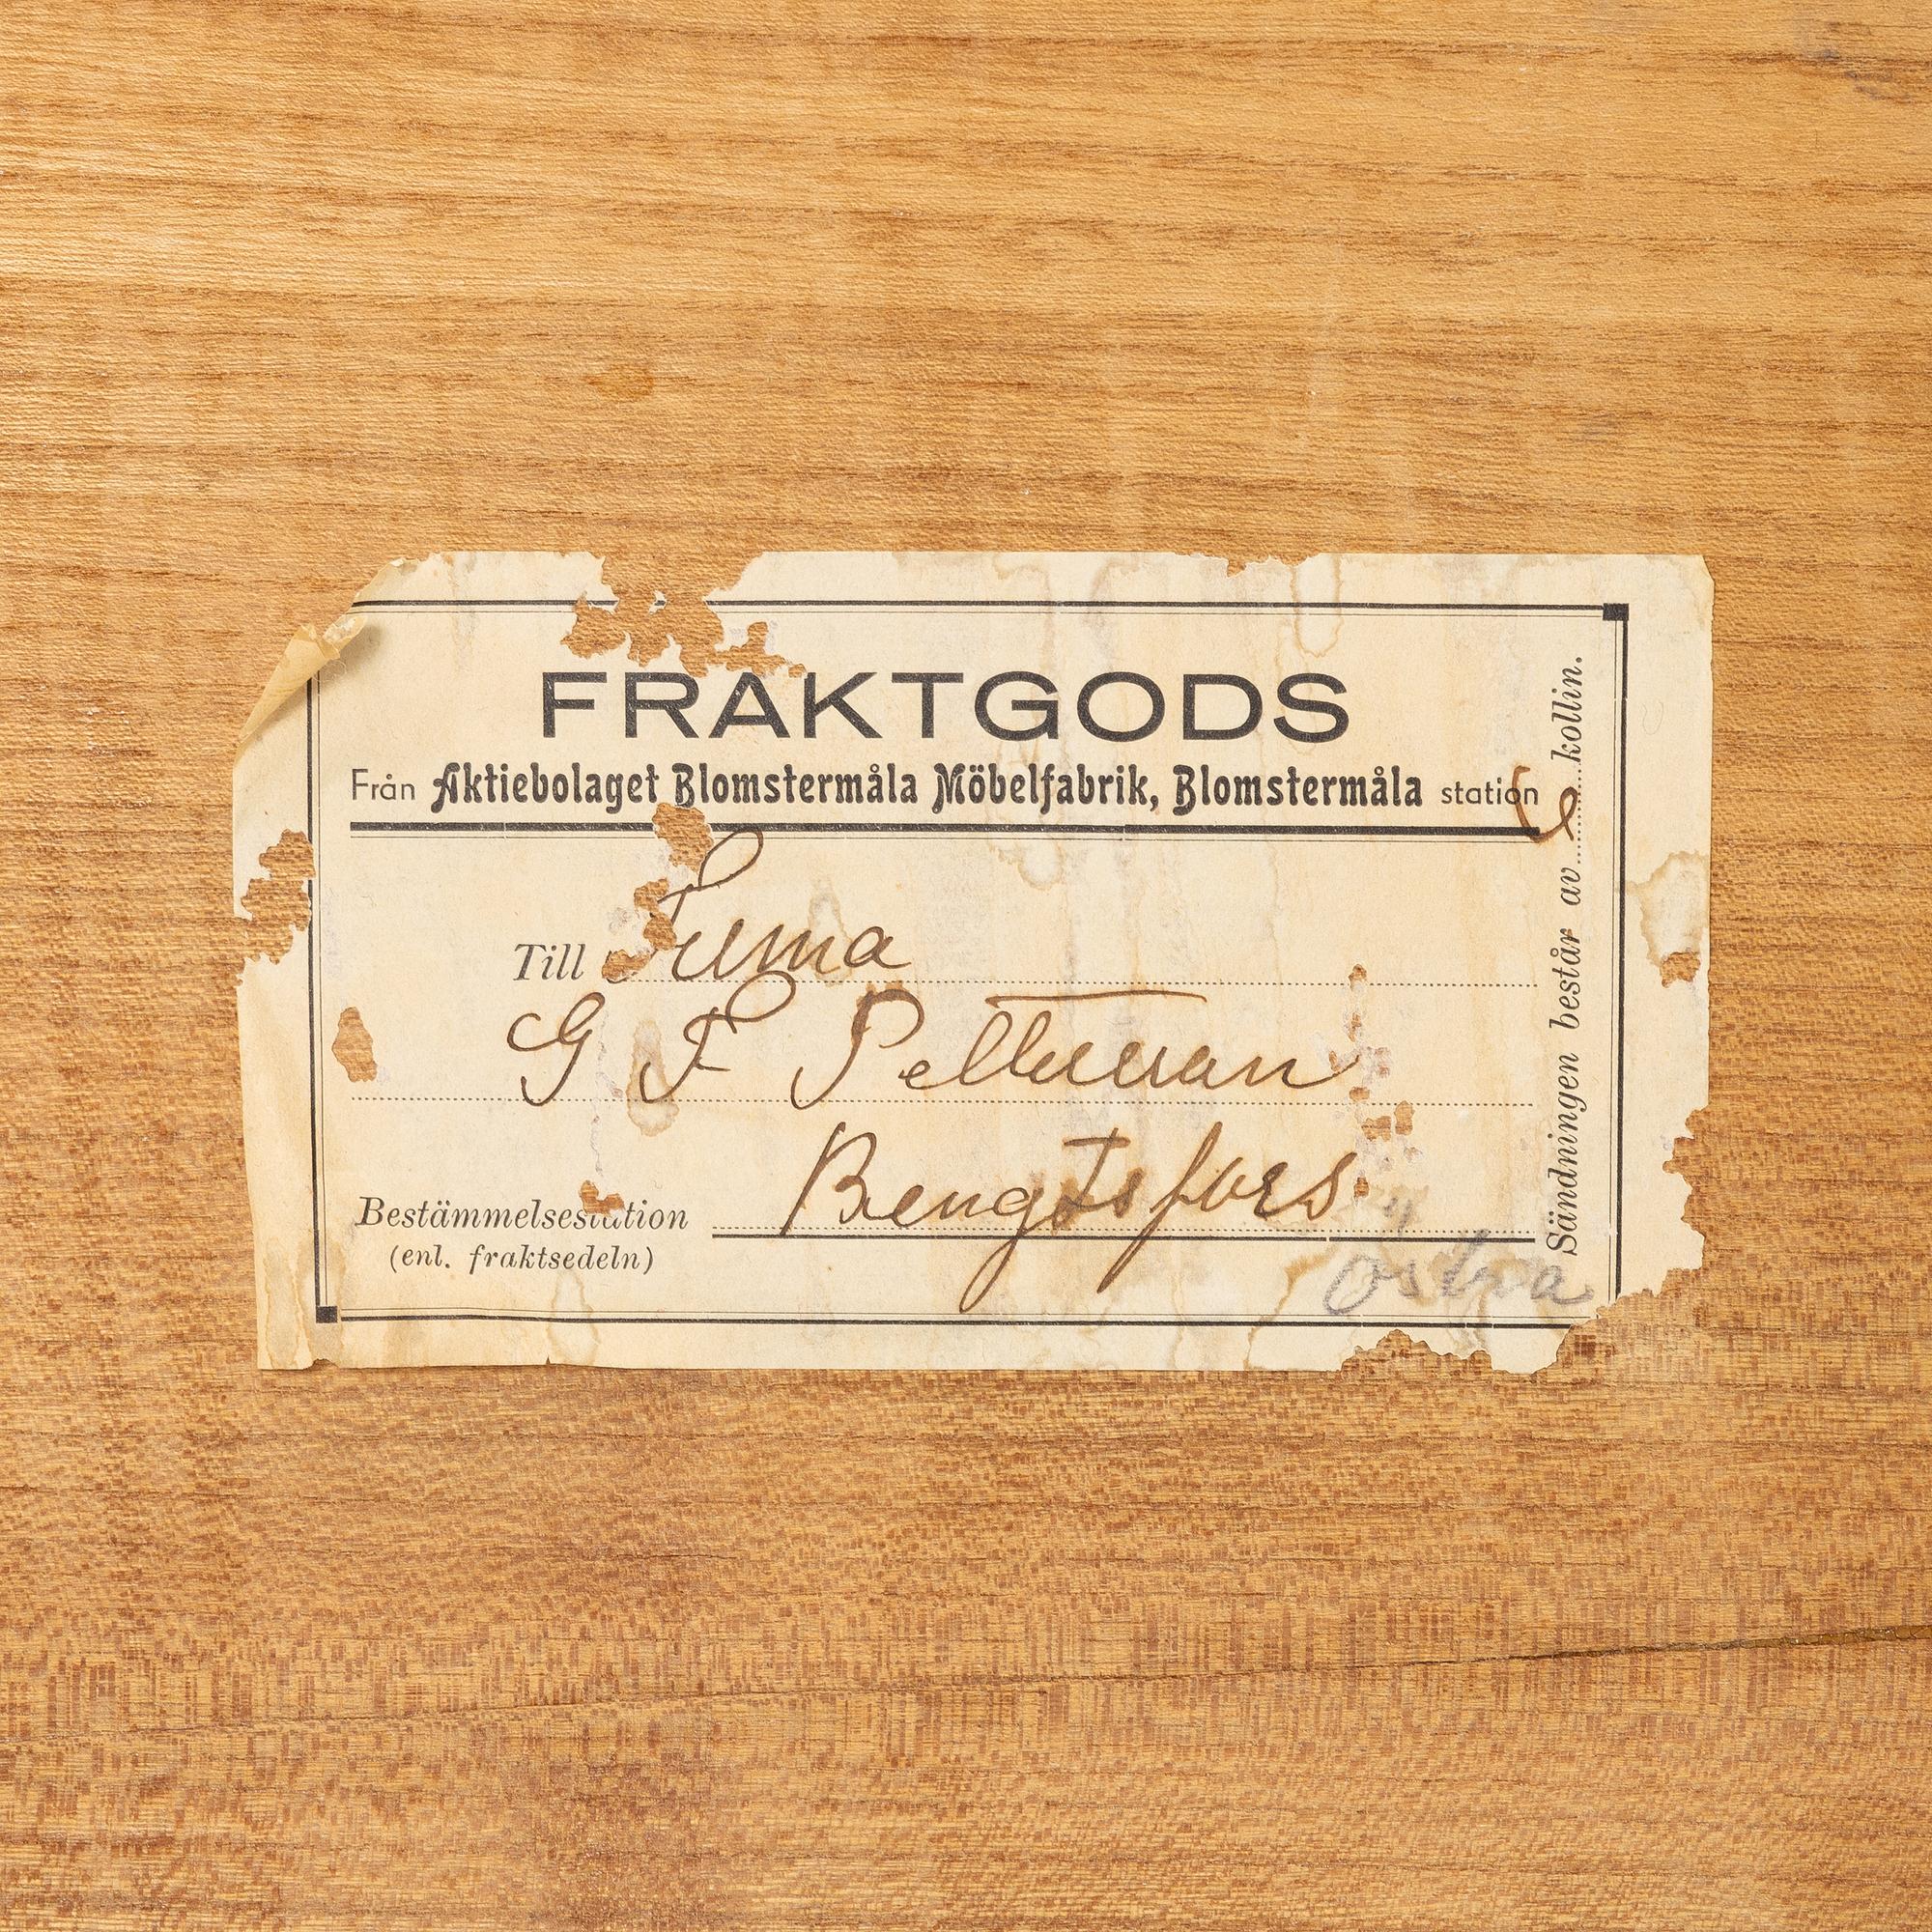 FRAKTGODS
Från Aktiebolaget Blomstermåla Möbelfabrik, Blomstermåla station
Till Firma
G F Petterson
Bestämmelsestation Bengtsfors
(enl. fraktsedeln)
Östra
Sändningen består av 6 kollin.